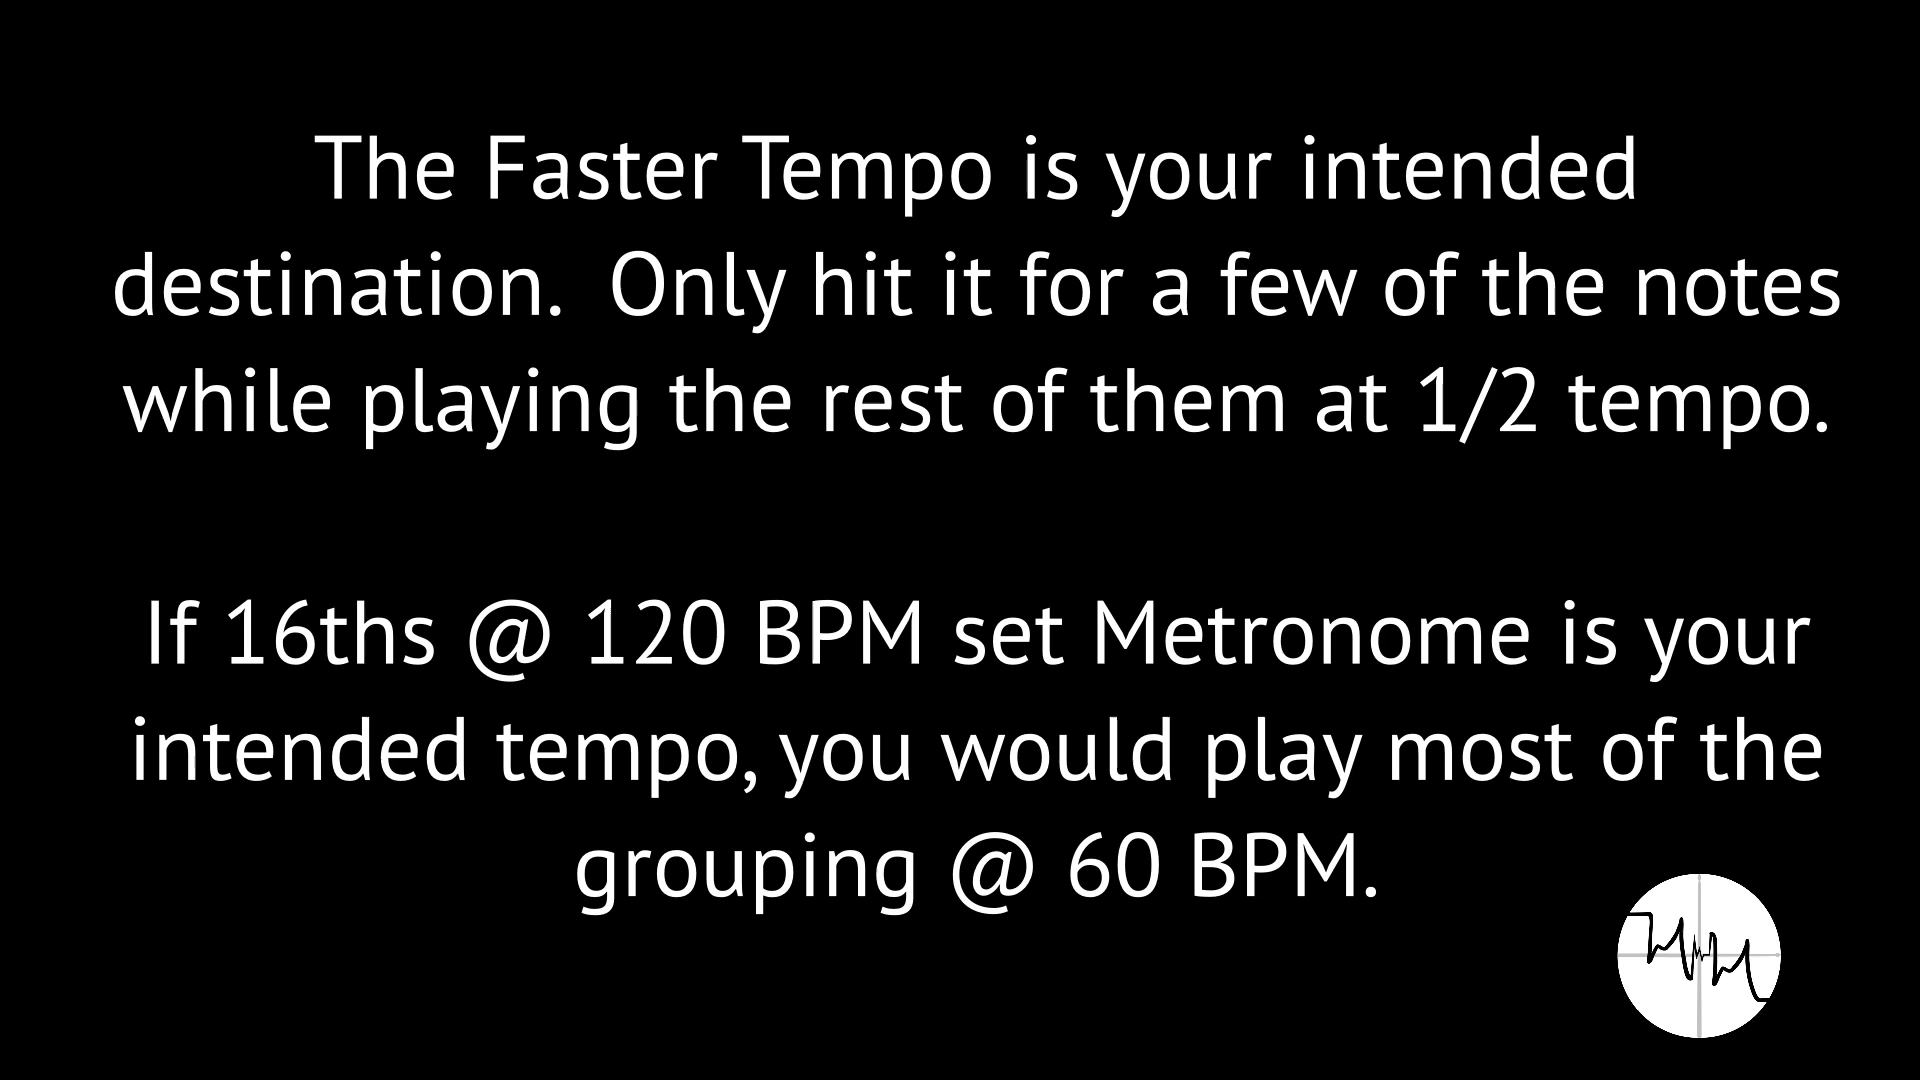 The Faster Tempo is your intended
destination.  Only hit it for a few of the notes
while playing the rest of them at 1/2 tempo.
If 16ths @ 120 BPM set Metronome is your
intended tempo, you would play most of the
grouping @ 60 BPM.